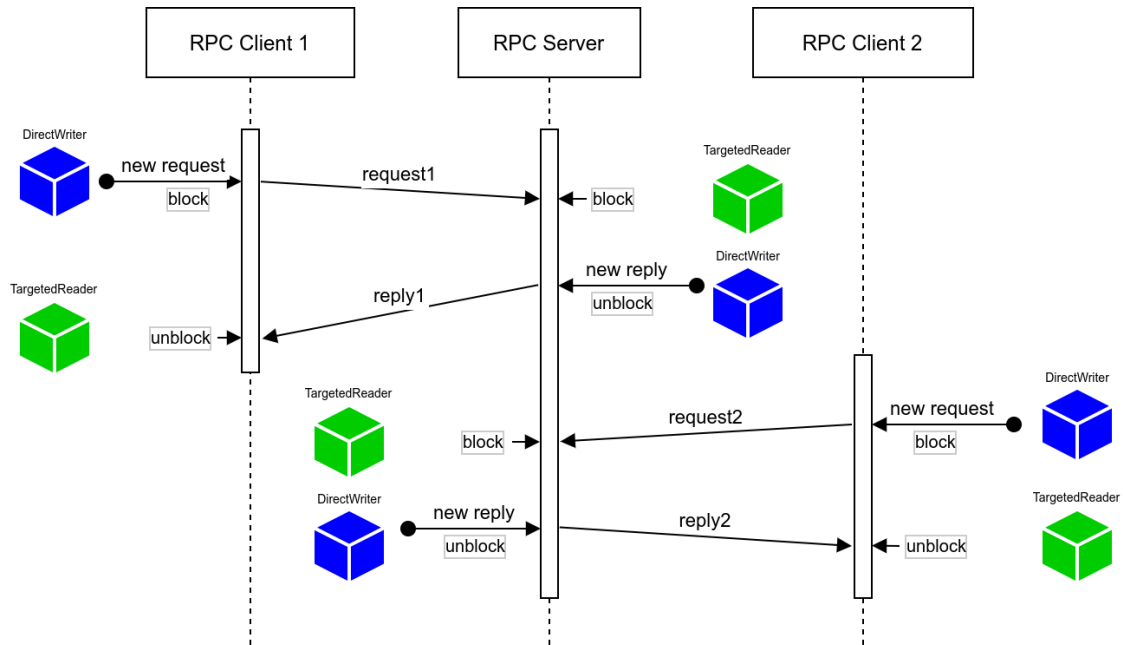 RPC Client 1
RPC Server
RPC Client 2
DirectWriter
new request
block
request1
block
TargetedReader
DirectWriter
new reply
unblock
reply1
TargetedReader
unblock
TargetedReader
DirectWriter
new request
block
request2
block
DirectWriter
new reply
unblock
reply2
TargetedReader
unblock